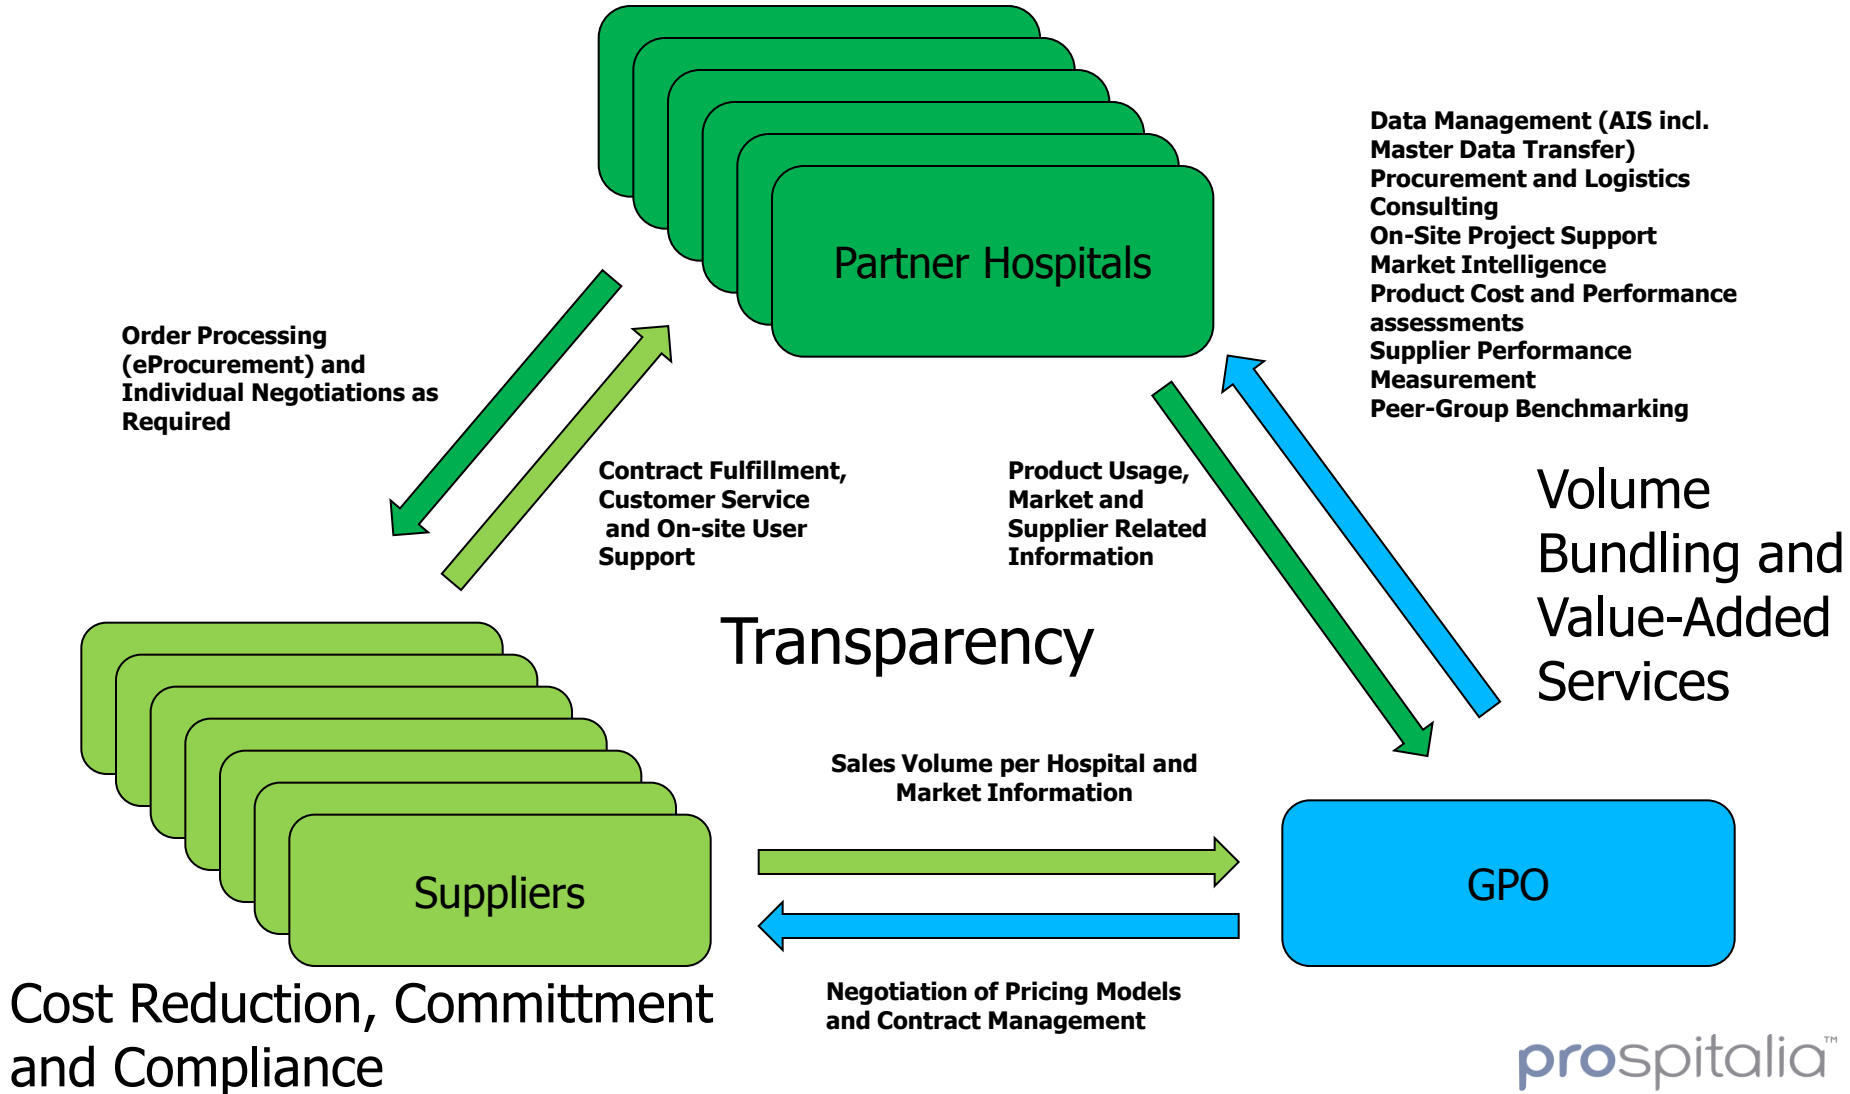 Partner Hospitals
Data Management (AIS incl.
Master Data Transfer)
Procurement and Logistics
Consulting
On-Site Project Support
Market Intelligence
Product Cost and Performance
assessments
Supplier Performance
Measurement
Peer-Group Benchmarking
Order Processing
(eProcurement) and
Individual Negotiations as
Required
Contract Fulfillment,
Customer Service
and On-site User
Support
Product Usage,
Market and
Supplier Related
Information
Volume
Bundling and
Value-Added
Services
Transparency
Sales Volume per Hospital and
Market Information
Suppliers
GPO
Negotiation of Pricing Models
and Contract Management
Cost Reduction, Committment
and Compliance
prospitalia™